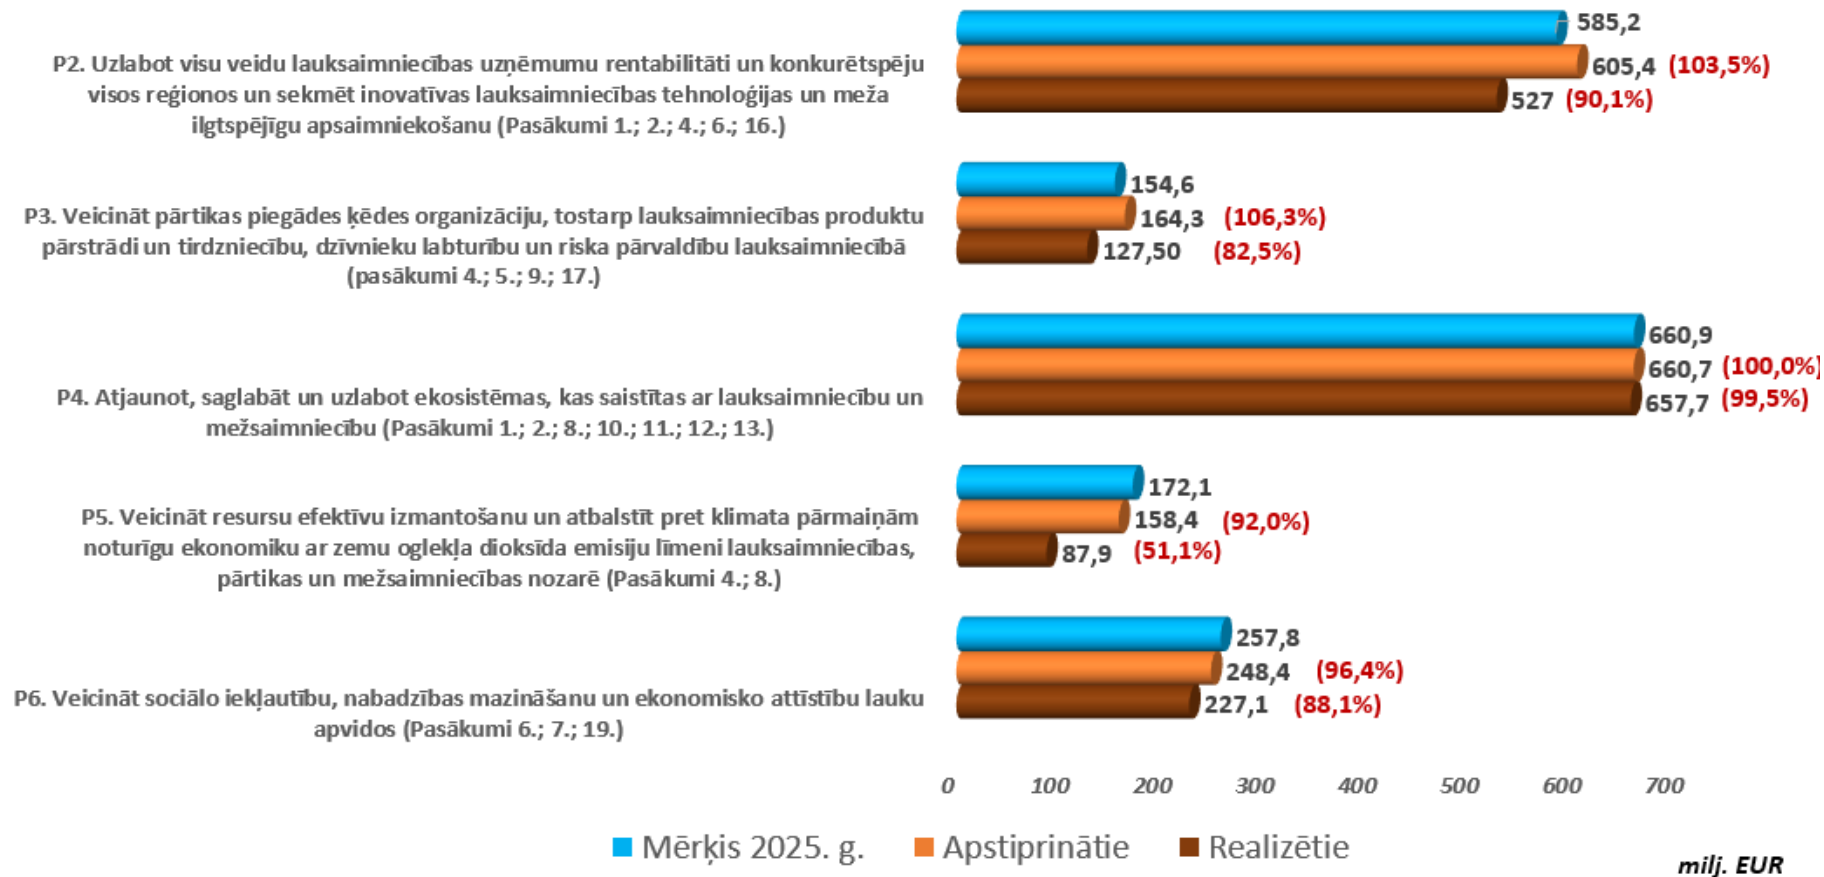 P2. Uzlabot visu veidu lauksaimniecības uzņēmumu rentabilitāti un konkurētspēju
visos reģionos un sekmēt inovatīvas lauksaimniecības tehnoloģijas un meža
ilgtspējīgu apsaimniekošanu (Pasākumi 1.; 2.; 4.; 6.; 16.)
585,2
605,4 (103,5%)
527 (90,1%)
P3. Veicināt pārtikas piegādes ķēdes organizāciju, tostarp lauksaimniecības produktu
pārstrādi un tirdzniecību, dzīvnieku labturību un riska pārvaldību lauksaimniecībā
(pasākumi 4.; 5.; 9.; 17.)
154,6
164,3 (106,3%)
127,50 (82,5%)
P4. Atjaunot, saglabāt un uzlabot ekosistēmas, kas saistītas ar lauksaimniecību un
mežsaimniecību (Pasākumi 1.; 2.; 8.; 10.; 11.; 12.; 13.)
660,9
660,7 (100,0%)
657,7 (99,5%)
P5. Veicināt resursu efektīvu izmantošanu un atbalstīt pret klimata pārmaiņām
noturīgu ekonomiku ar zemu oglekļa dioksīda emisiju līmeni lauksaimniecības,
pārtikas un mežsaimniecības nozarē (Pasākumi 4.; 8.)
172,1
158,4 (92,0%)
87,9 (51,1%)
P6. Veicināt sociālo iekļautību, nabadzības mazināšanu un ekonomisko attīstību lauku
apvidos (Pasākumi 6.; 7.; 19.)
257,8
248,4 (96,4%)
227,1 (88,1%)
0 100 200 300 400 500 600 700
Mērķis 2025. g. Apstiprinātie Realizētie
milj. EUR